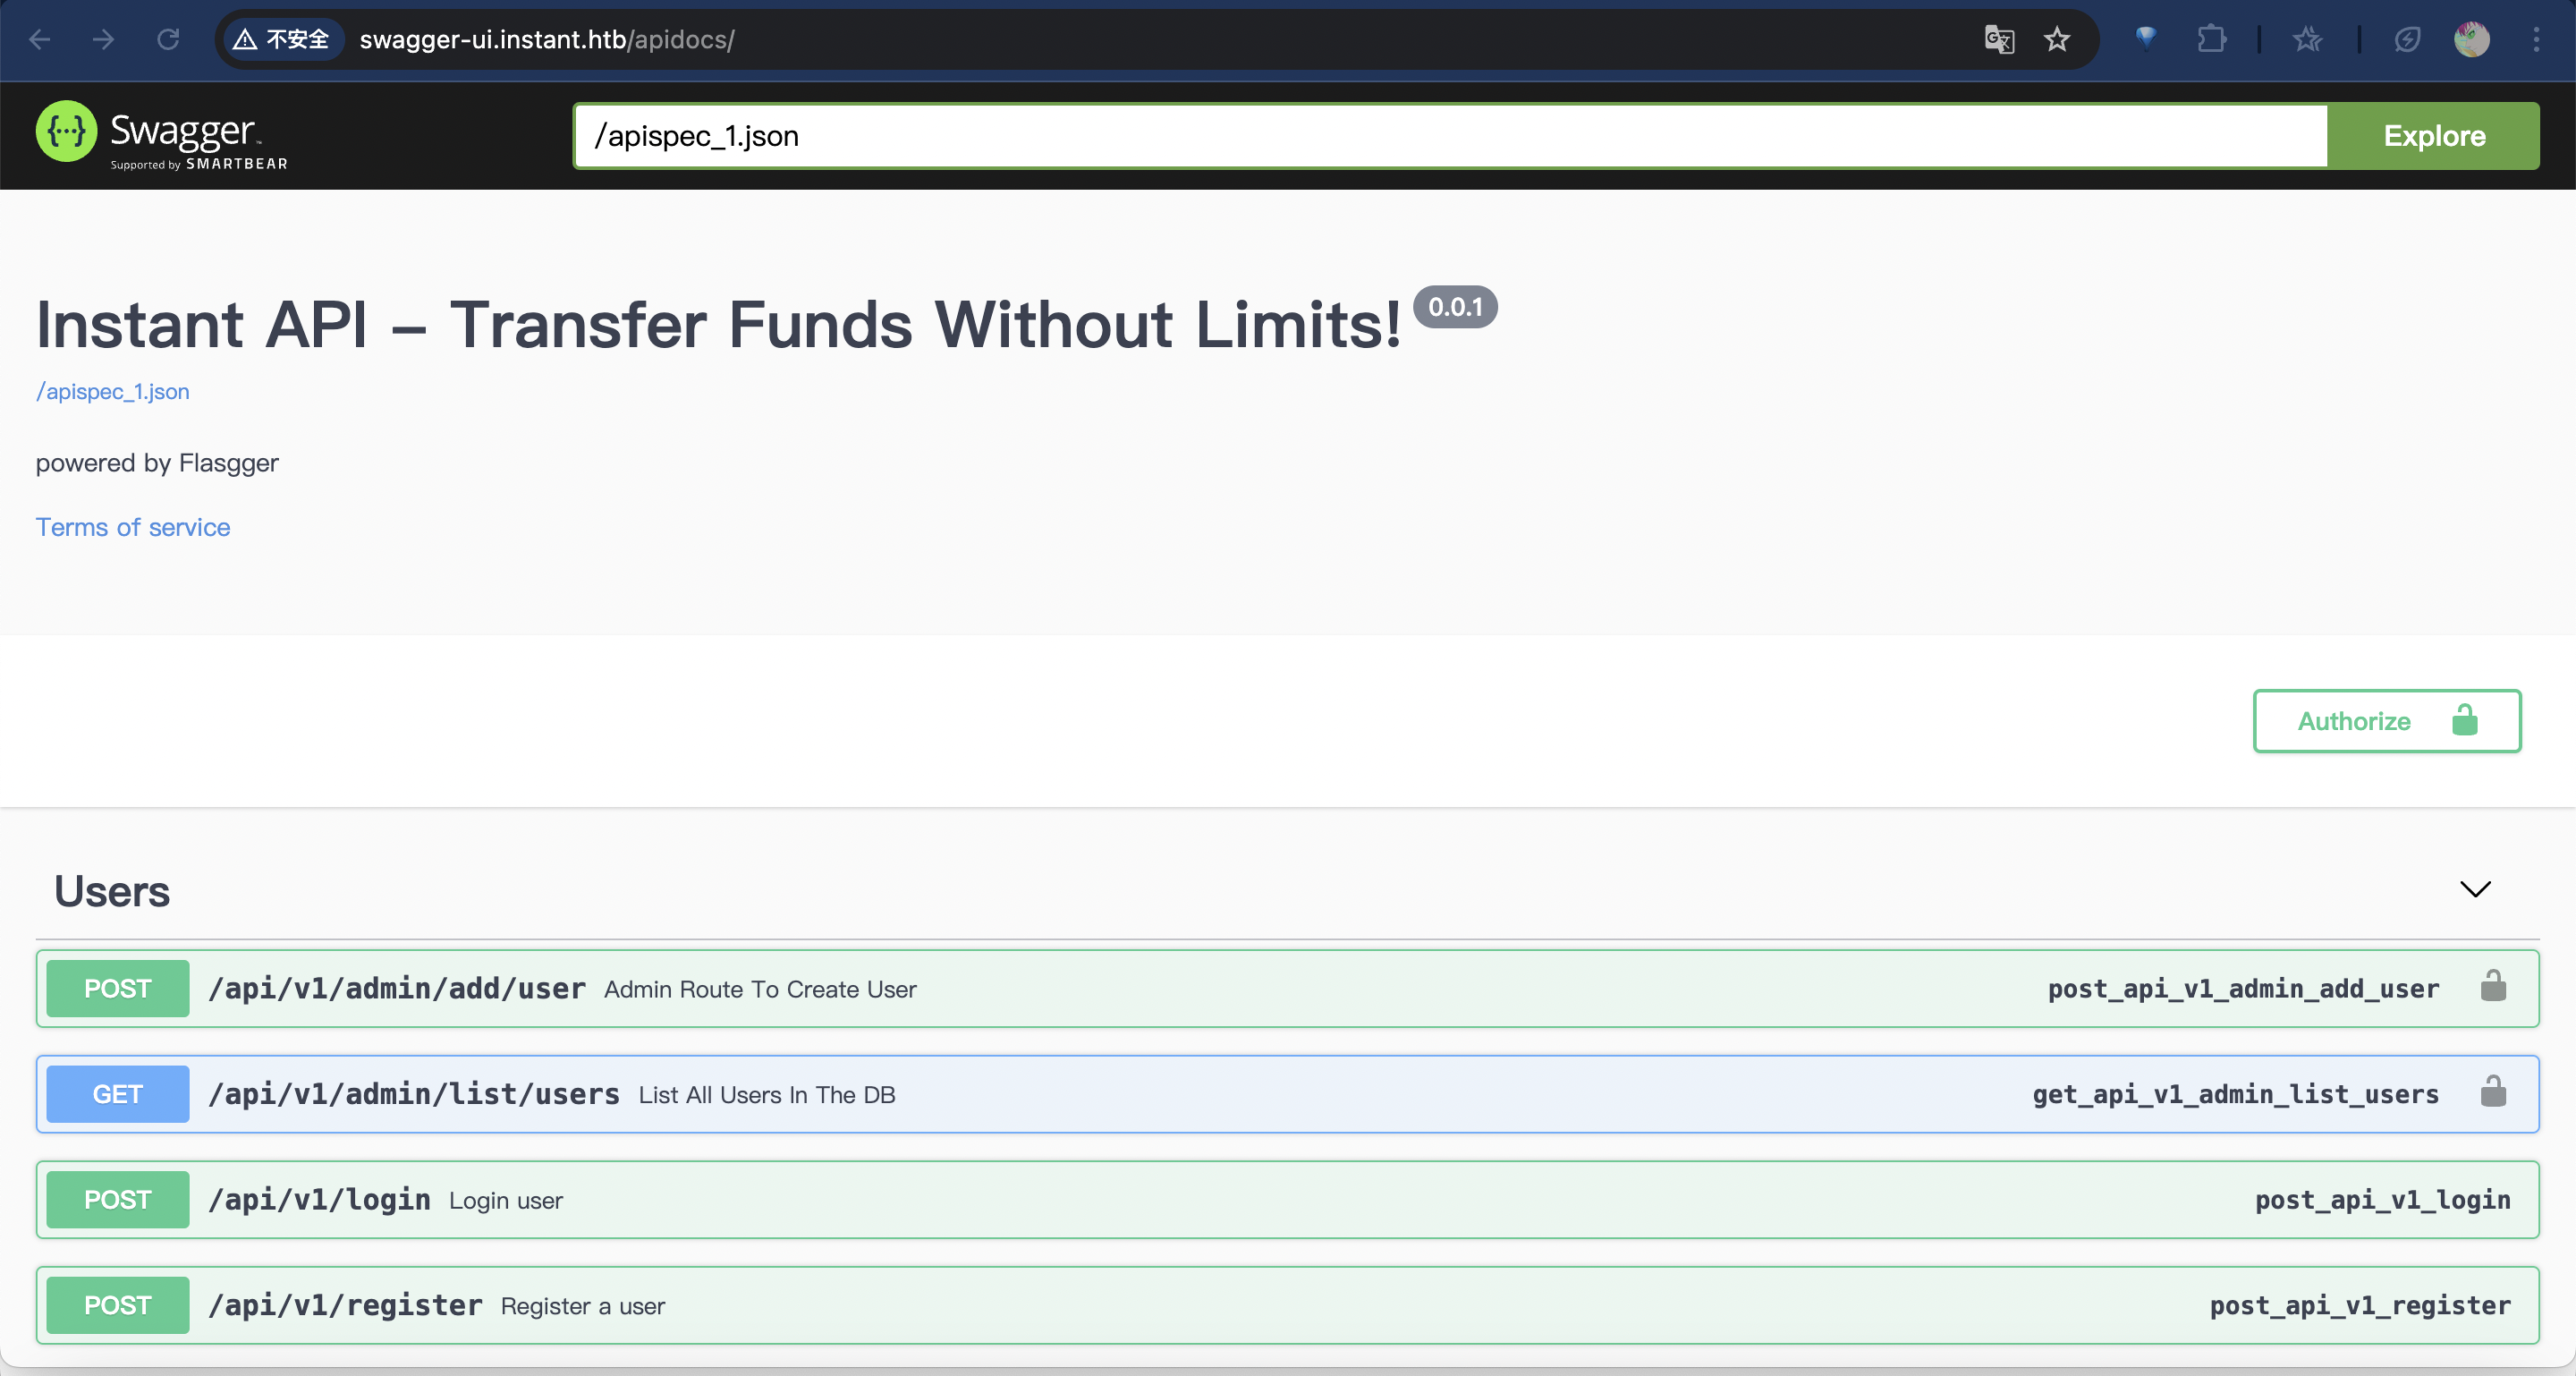 不安全 swagger-ui.instant.htb/apidocs/
{...} Swagger™
Supported by SMARTBEAR
/apispec_1.json
Explore
Instant API – Transfer Funds Without Limits! 0.0.1
/apispec_1.json
powered by Flasgger
Terms of service
Authorize
Users
POST /api/v1/admin/add/user Admin Route To Create User post_api_v1_admin_add_user
GET /api/v1/admin/list/users List All Users In The DB get_api_v1_admin_list_users
POST /api/v1/login Login user post_api_v1_login
POST /api/v1/register Register a user post_api_v1_register